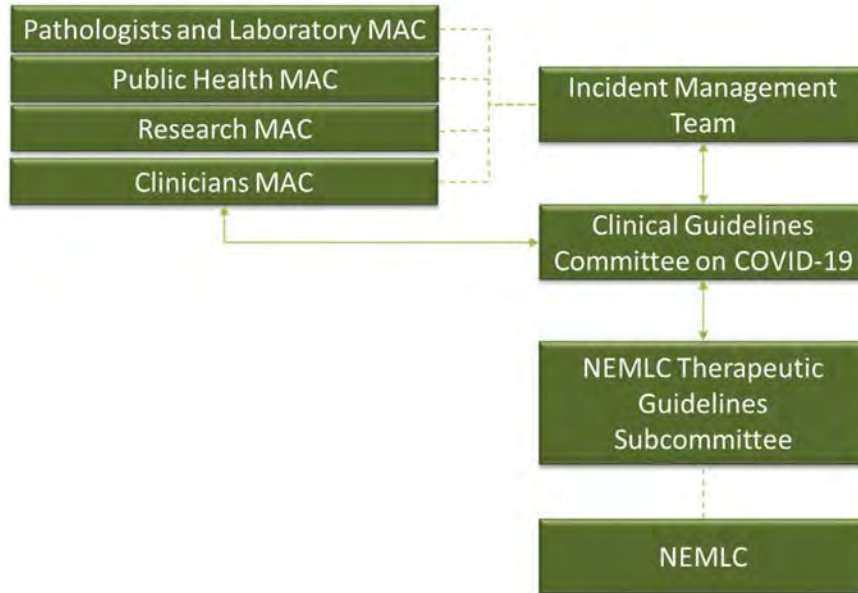 Pathologists and Laboratory MAC
Public Health MAC
Research MAC
Clinicians MAC
Incident Management
Team
Clinical Guidelines
Committee on COVID-19
NEMLC Therapeutic
Guidelines
Subcommittee
NEMLC